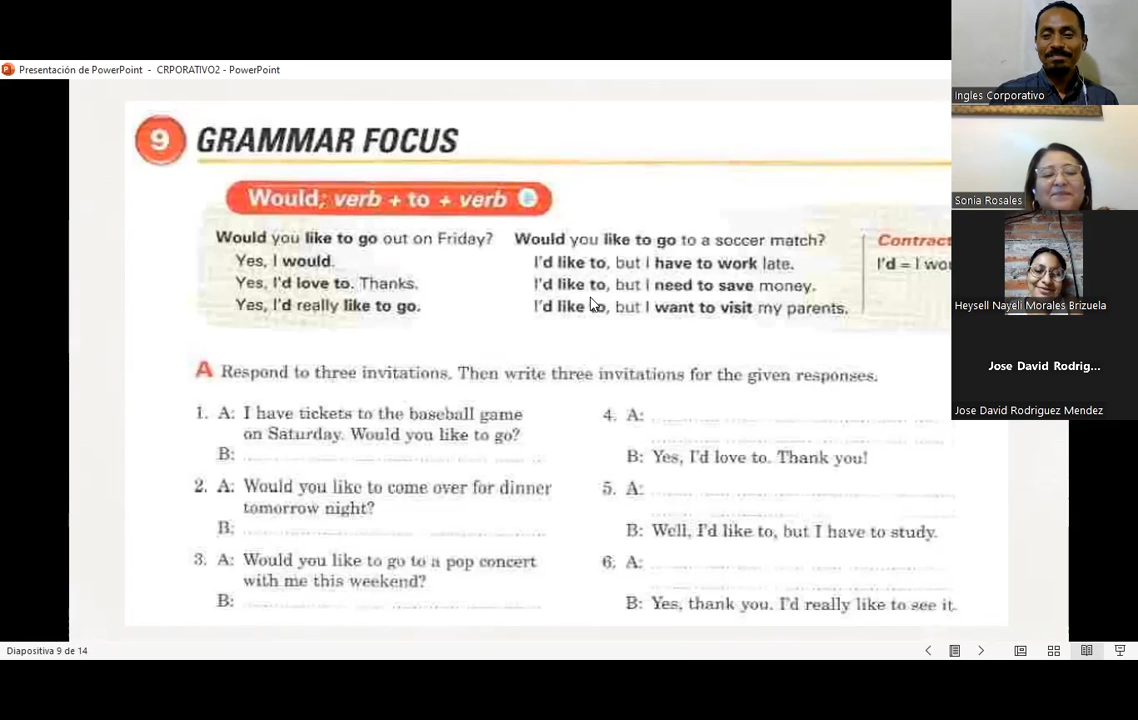 Presentación de PowerPoint - CRPORATIVO2 - PowerPoint
9 GRAMMAR FOCUS
Would; verb + to + verb
Would you like to go out on Friday?
Yes, I would.
Yes, I'd love to. Thanks.
Yes, I'd really like to go.
Would you like to go to a soccer match?
I'd like to, but I have to work late.
I'd like to, but I need to save money.
I'd like to, but I want to visit my parents.
Contract
I'd = I wo
A Respond to three invitations. Then write three invitations for the given responses.
1. A: I have tickets to the baseball game
on Saturday. Would you like to go?
B:
2. A: Would you like to come over for dinner
tomorrow night?
B:
3. A: Would you like to go to a pop concert
with me this weekend?
B:
4. A:
B: Yes, I'd love to. Thank you!
5. A:
B: Well, I'd like to, but I have to study.
6. A:
B: Yes, thank you. I'd really like to see it.
Ingles Corporativo
Sonia Rosales
Heysell Nayeli Morales Brizuela
Jose David Rodrig...
Jose David Rodriguez Mendez
Diapositiva 9 de 14